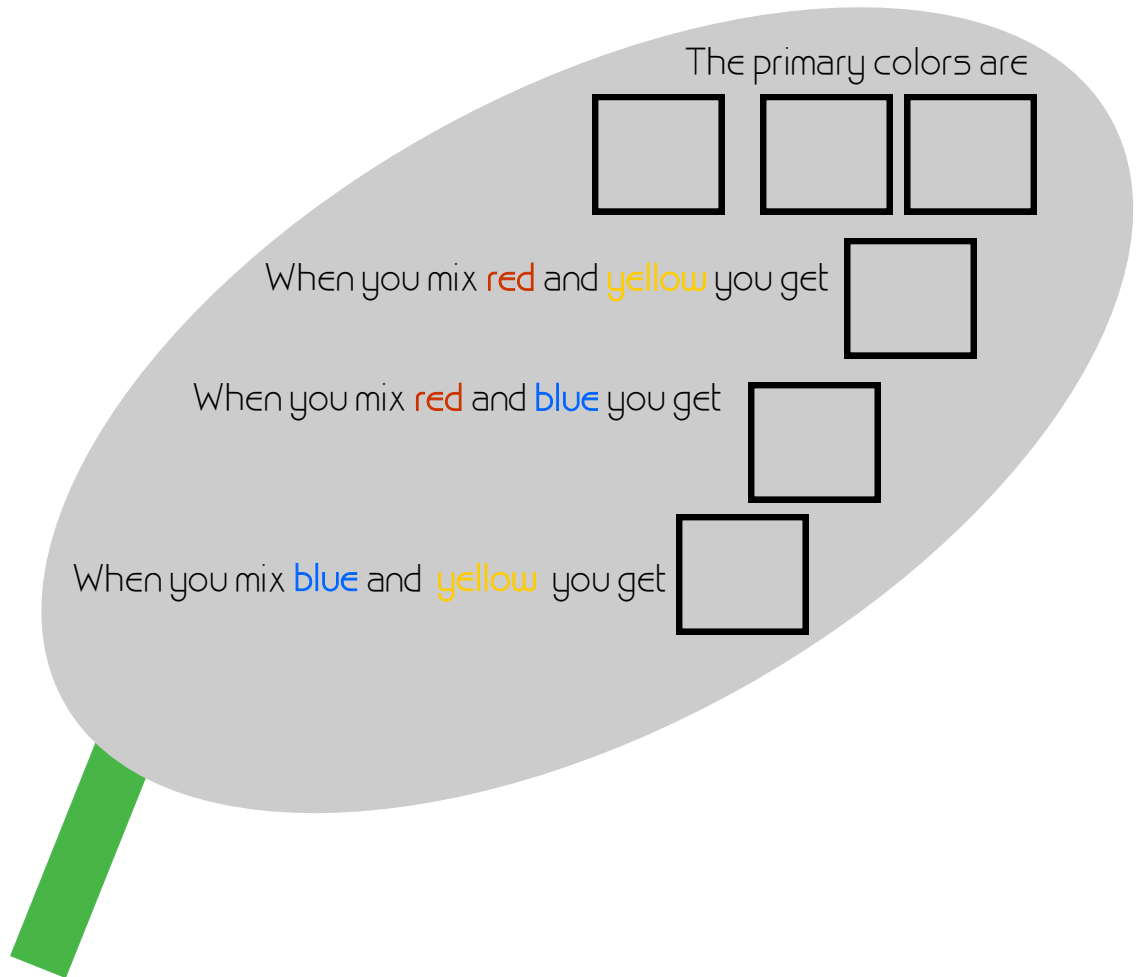 The primary colors are
When you mix red and yellow you get
When you mix red and blue you get
When you mix blue and yellow you get